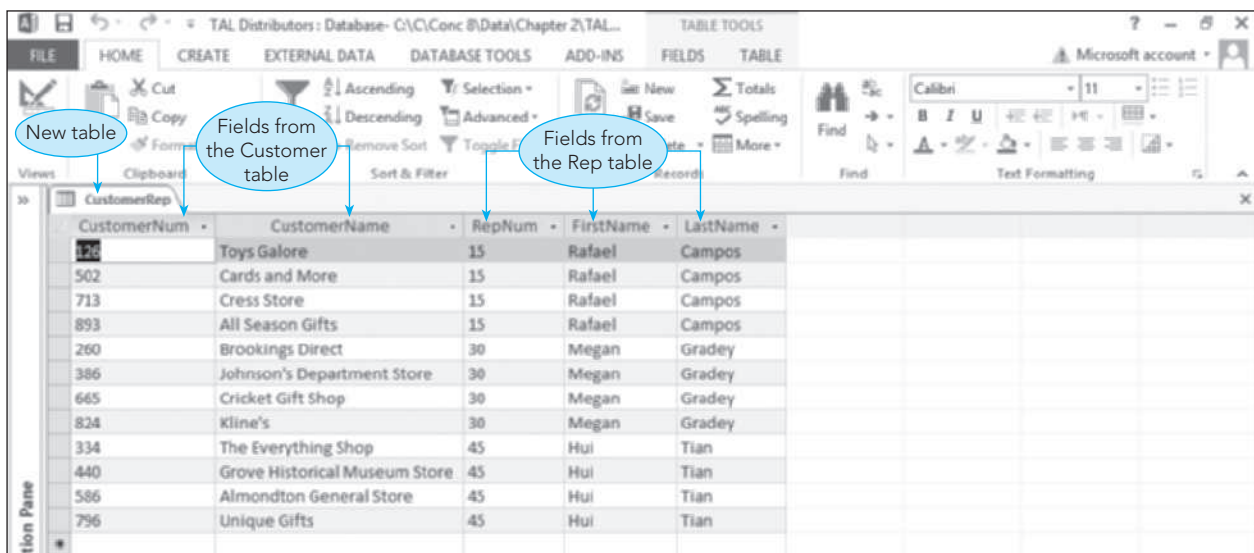 TAL Distributors : Database- C:\C\Conc 8\Data\Chapter 2\TAL... TABLE TOOLS ?
FILE HOME CREATE EXTERNAL DATA DATABASE TOOLS ADD-INS FIELDS TABLE Microsoft account
Cut Ascending Selection New Totals Calibri 11
Copy Descending Advanced Save Spelling B I U
Remove Sort More Find A
New table
Fields from
the Customer
table
Fields from
the Rep table
Views Clipboard Sort & Filter Records Find Text Formatting
CustomerRep
CustomerNum CustomerName RepNum FirstName LastName
126 Toys Galore 15 Rafael Campos
502 Cards and More 15 Rafael Campos
713 Cress Store 15 Rafael Campos
893 All Season Gifts 15 Rafael Campos
260 Brookings Direct 30 Megan Gradey
386 Johnson's Department Store 30 Megan Gradey
665 Cricket Gift Shop 30 Megan Gradey
824 Kline's 30 Megan Gradey
334 The Everything Shop 45 Hui Tian
440 Grove Historical Museum Store 45 Hui Tian
586 Almondton General Store 45 Hui Tian
796 Unique Gifts 45 Hui Tian
Pane